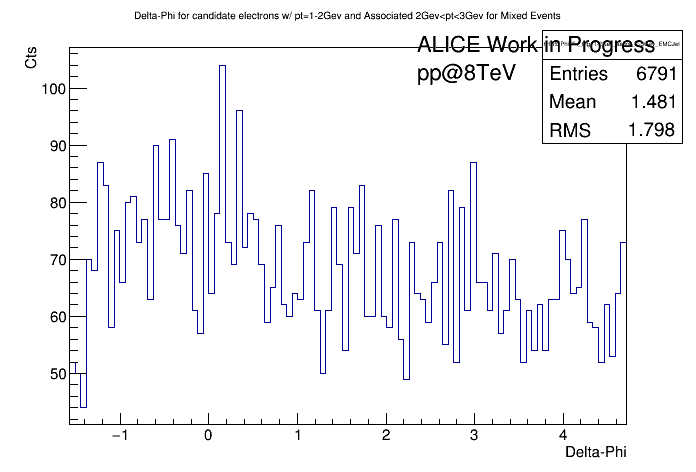 Delta-Phi for candidate electrons w/ pt=1-2Gev and Associated 2Gev<pt<3Gev for Mixed Events
Cts
ALICE Work in Progress
pp@8TeV
EMCJet
Entries 6791
Mean 1.481
RMS 1.798
100
90
80
70
60
50
−1 0 1 2 3 4
Delta-Phi